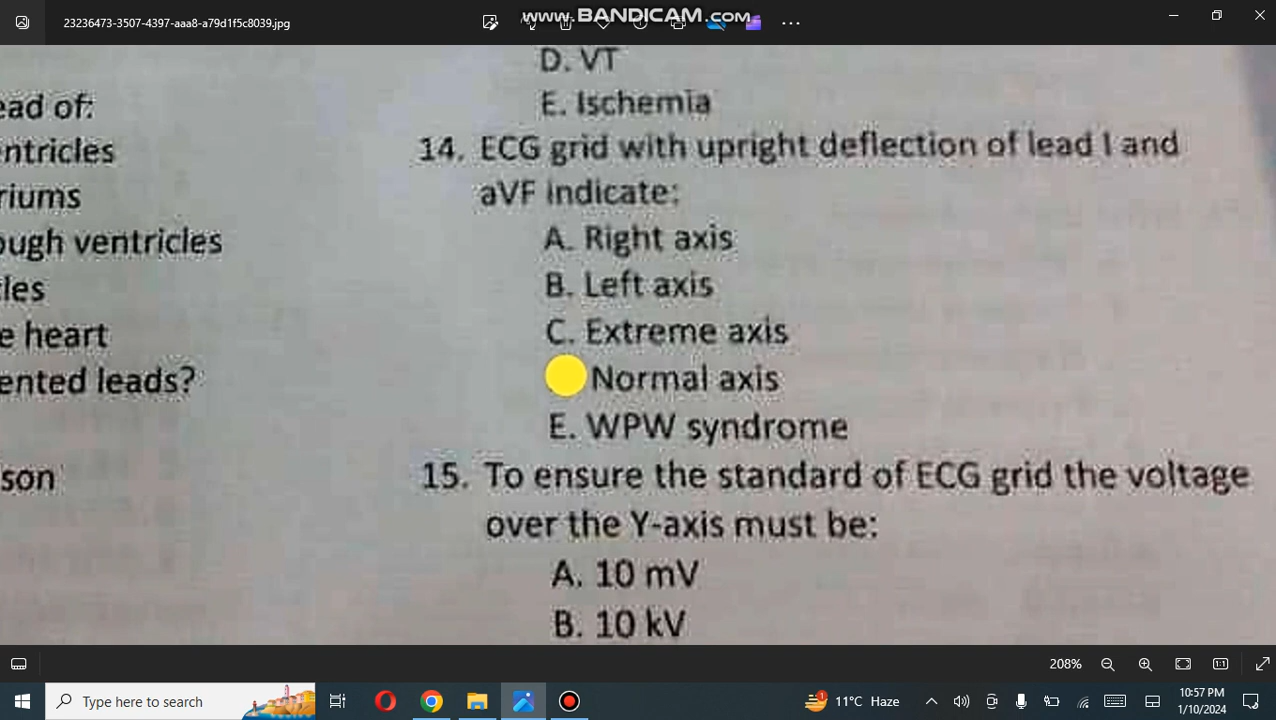 23236473-3507-4397-aaa8-a79d1f5c8039.jpg
www.BANDICAM.com
D. VT
E. Ischemia
ead of:
ntricles
riums
ough ventricles
les
e heart
ented leads?
son
14. ECG grid with upright deflection of lead I and
aVF indicate:
A. Right axis
B. Left axis
C. Extreme axis
Normal axis
E. WPW syndrome
15. To ensure the standard of ECG grid the voltage
over the Y-axis must be:
A. 10 mV
B. 10 kV
208%
1:1
Type here to search
1
11°C Haze
10:57 PM
1/10/2024